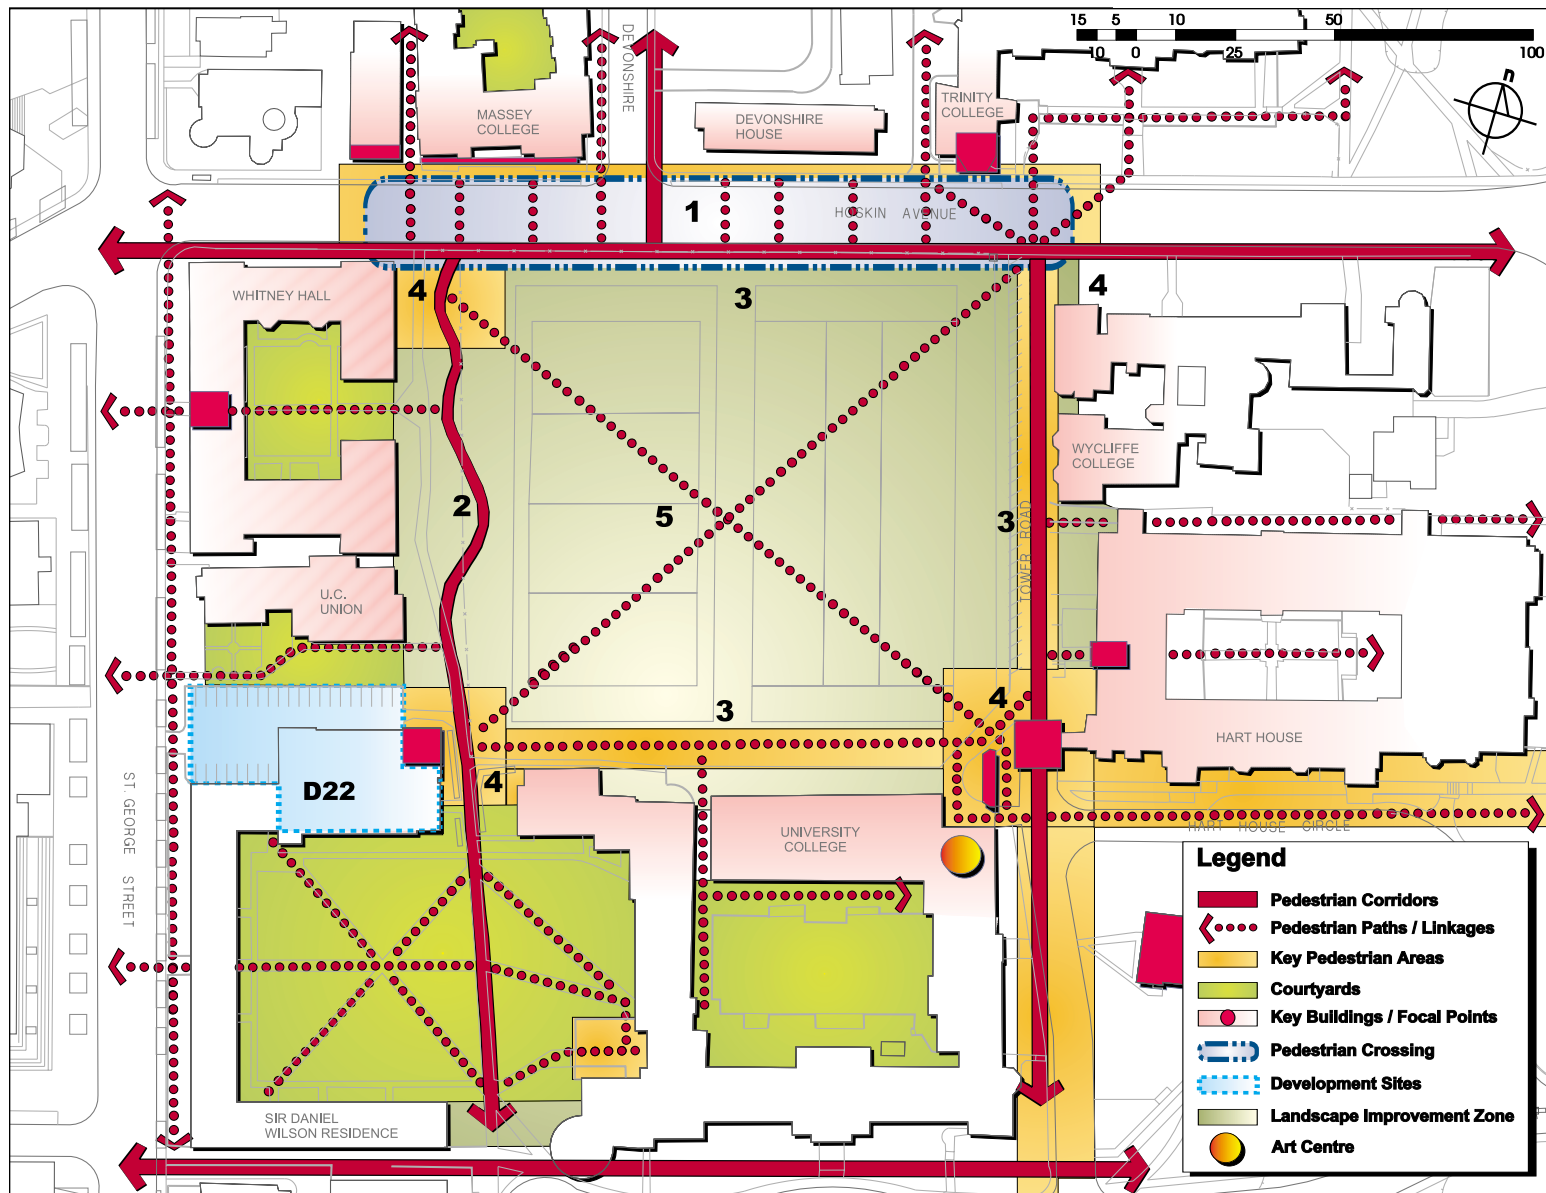 15 5 10 50
10 0 25 100
n
DEVONSHIRE
MASSEY
COLLEGE
DEVONSHIRE
HOUSE
TRINITY
COLLEGE
1
HOSKIN AVENUE
WHITNEY HALL
4
3
4
2
5
3
TOWER ROAD
WYCLIFFE
COLLEGE
U.C.
UNION
3
4
HART HOUSE
4
D22
ST. GEORGE STREET
UNIVERSITY
COLLEGE
HART HOUSE CIRCLE
SIR DANIEL
WILSON RESIDENCE
Legend
Pedestrian Corridors
Pedestrian Paths / Linkages
Key Pedestrian Areas
Courtyards
Key Buildings / Focal Points
Pedestrian Crossing
Development Sites
Landscape Improvement Zone
Art Centre